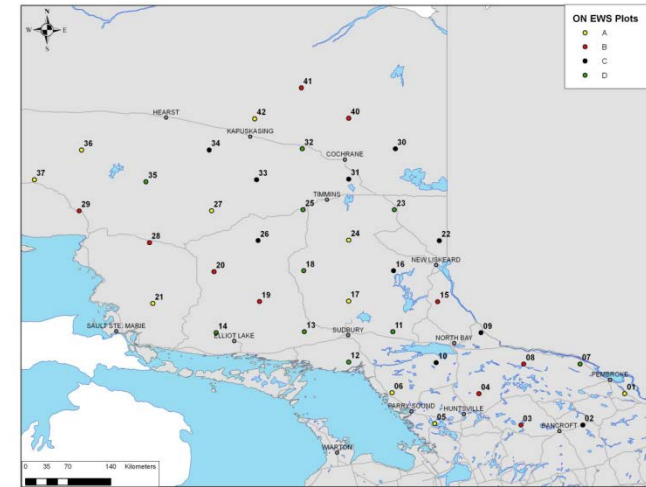 ON EWS Plots
A
B
C
D
N
W E
S
41
42
40
HEARST
KAPUSKASING
36
34
32
30
COCHRANE
37
35
33
31
TIMMINS
29
27
25
23
28
26
24
22
NEW LISKEARD
20
18
16
21
19
17
15
SAULT STE. MARIE
14
ELLIOT LAKE
13
SUDBURY
11
09
NORTH BAY
12
10
08
07
PEMBROKE
06
04
01
PARRY SOUND
HUNTSVILLE
05
03
02
BANCROFT
WIARTON
0 35 70 140 Kilometers